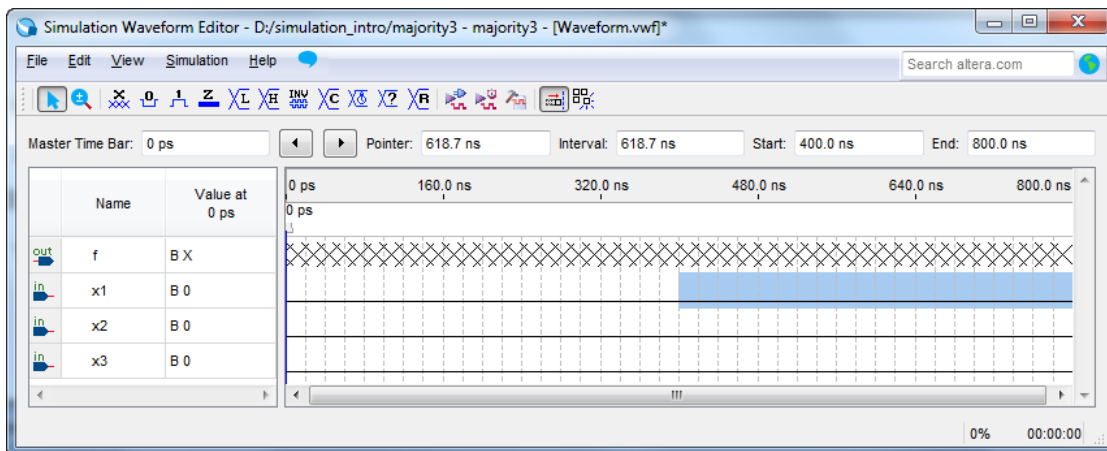 Simulation Waveform Editor - D:/simulation_intro/majority3 - majority3 - [Waveform.vwf]*
File Edit View Simulation Help Search altera.com
X 0 1 Z L H INV C ? R
Master Time Bar: 0 ps Pointer: 618.7 ns Interval: 618.7 ns Start: 400.0 ns End: 800.0 ns
Name Value at 0 ps
0 ps 160.0 ns 320.0 ns 480.0 ns 640.0 ns 800.0 ns
0 ps
out f B X
in x1 B 0
in x2 B 0
in x3 B 0
0% 00:00:00